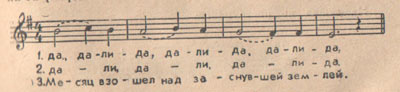 1. да, да-ли-да, да-ли-да, да-ли-да,
2. да - ли, да - ли, да - ли-да.
3. Ме-сяц взо-шел над за-снув-шей зем-лей.